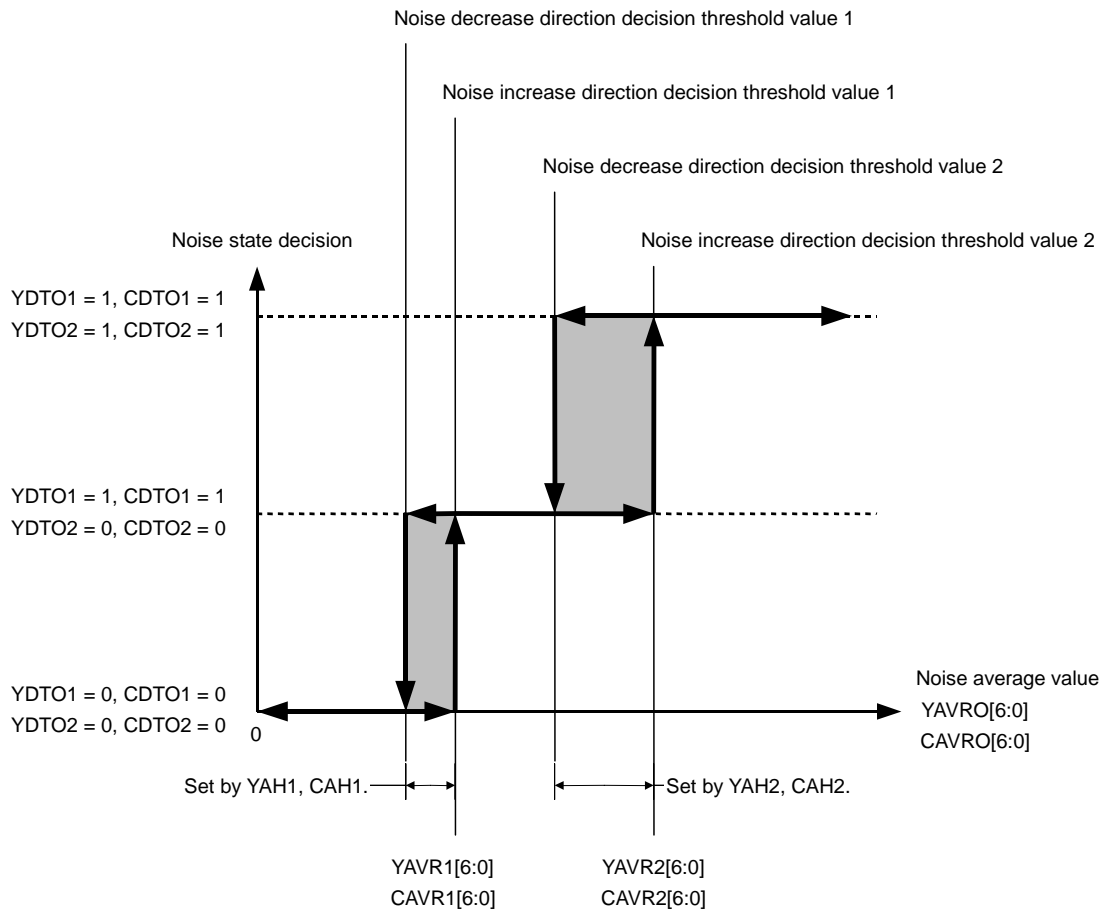 Noise decrease direction decision threshold value 1
Noise increase direction decision threshold value 1
Noise decrease direction decision threshold value 2
Noise state decision
Noise increase direction decision threshold value 2
YDTO1 = 1, CDTO1 = 1
YDTO2 = 1, CDTO2 = 1
YDTO1 = 1, CDTO1 = 1
YDTO2 = 0, CDTO2 = 0
YDTO1 = 0, CDTO1 = 0
YDTO2 = 0, CDTO2 = 0
0
Noise average value
YAVRO[6:0]
CAVRO[6:0]
Set by YAH1, CAH1.
Set by YAH2, CAH2.
YAVR1[6:0]
CAVR1[6:0]
YAVR2[6:0]
CAVR2[6:0]